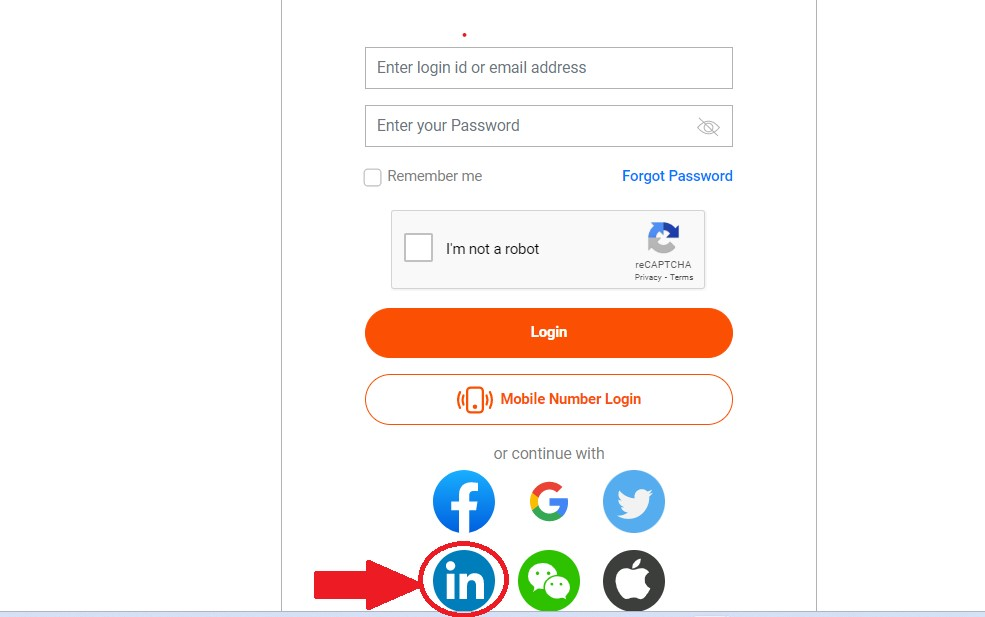 Enter login id or email address
Enter your Password
Remember me Forgot Password
I'm not a robot
reCAPTCHA
Privacy - Terms
Login
Mobile Number Login
or continue with
f G
in